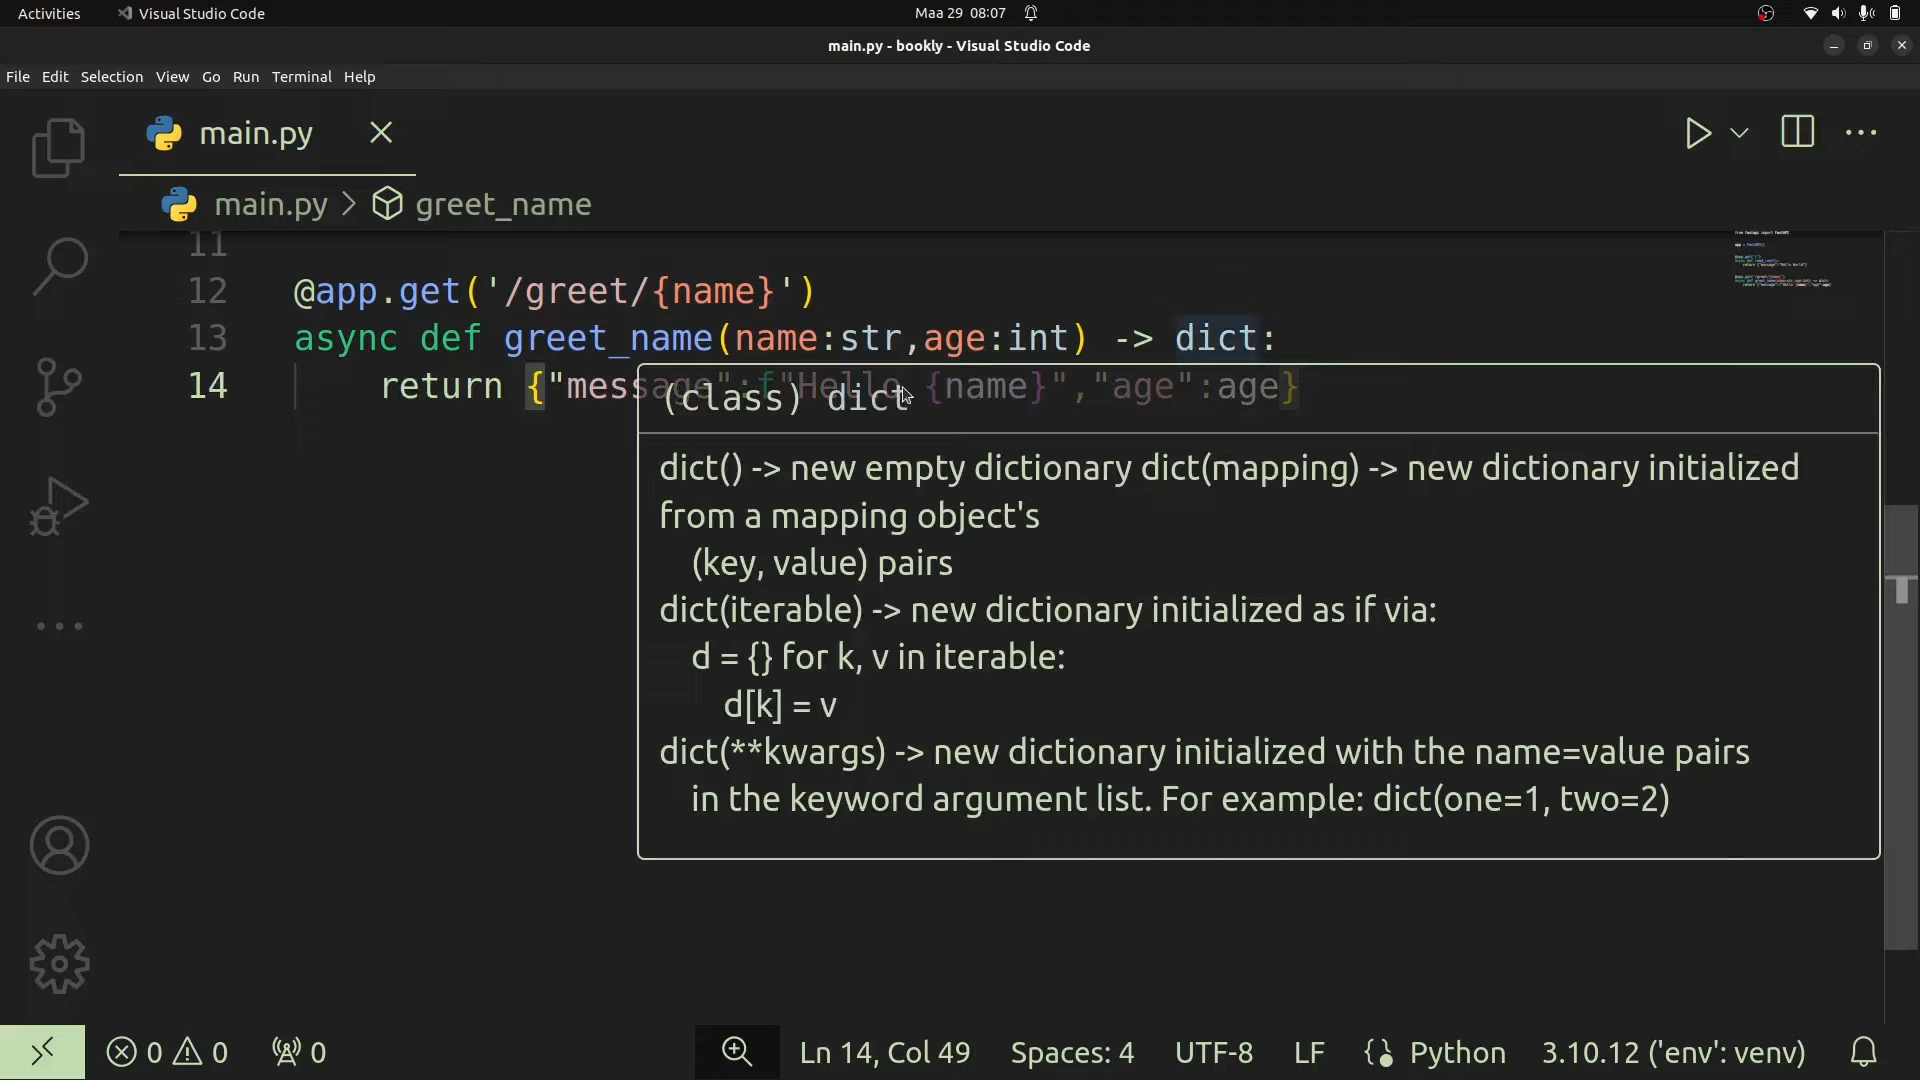 Activities Visual Studio Code Maa 29 08:07
main.py - bookly - Visual Studio Code
File Edit Selection View Go Run Terminal Help
main.py
main.py > greet_name
11
12 @app.get('/greet/{name}')
13 async def greet_name(name:str,age:int) -> dict:
14 return {"message":f"Hello {name}","age":age}
(class) dict
dict() -> new empty dictionary dict(mapping) -> new dictionary initialized
from a mapping object's
(key, value) pairs
dict(iterable) -> new dictionary initialized as if via:
d = {} for k, v in iterable:
d[k] = v
dict(**kwargs) -> new dictionary initialized with the name=value pairs
in the keyword argument list. For example: dict(one=1, two=2)
0 0 0 Ln 14, Col 49 Spaces: 4 UTF-8 LF Python 3.10.12 ('env': venv)